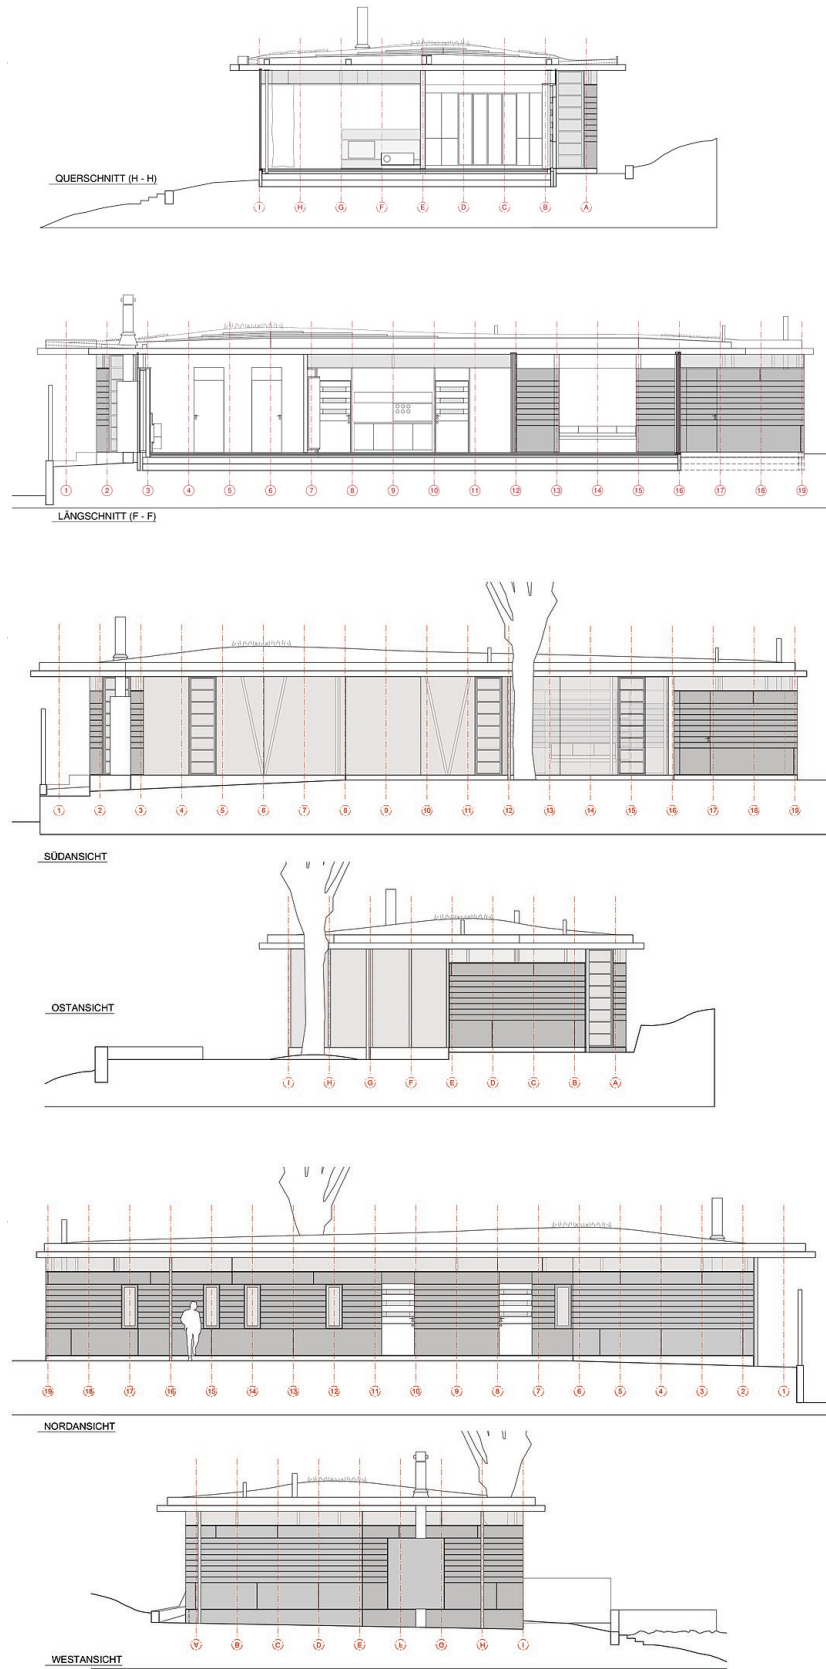 QUERSCHNITT (H - H)
I H G F E D C B A
1 2 3 4 5 6 7 8 9 10 11 12 13 14 15 16 17 18 19
LÄNGSCHNITT (F - F)
1 2 3 4 5 6 7 8 9 10 11 12 13 14 15 16 17 18 19
SÜDANSICHT
OSTANSICHT
I H G F E D C B A
19 18 17 16 15 14 13 12 11 10 9 8 7 6 5 4 3 2 1
NORDANSICHT
A B C D E F G H I
WESTANSICHT